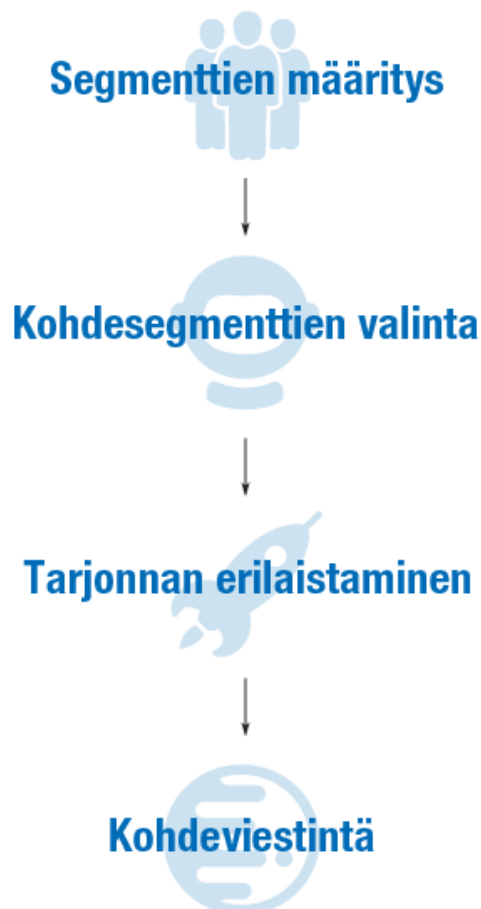 Segmenttien määritys
Kohdesegmenttien valinta
Tarjonnan erilaistaminen
Kohdeviestintä